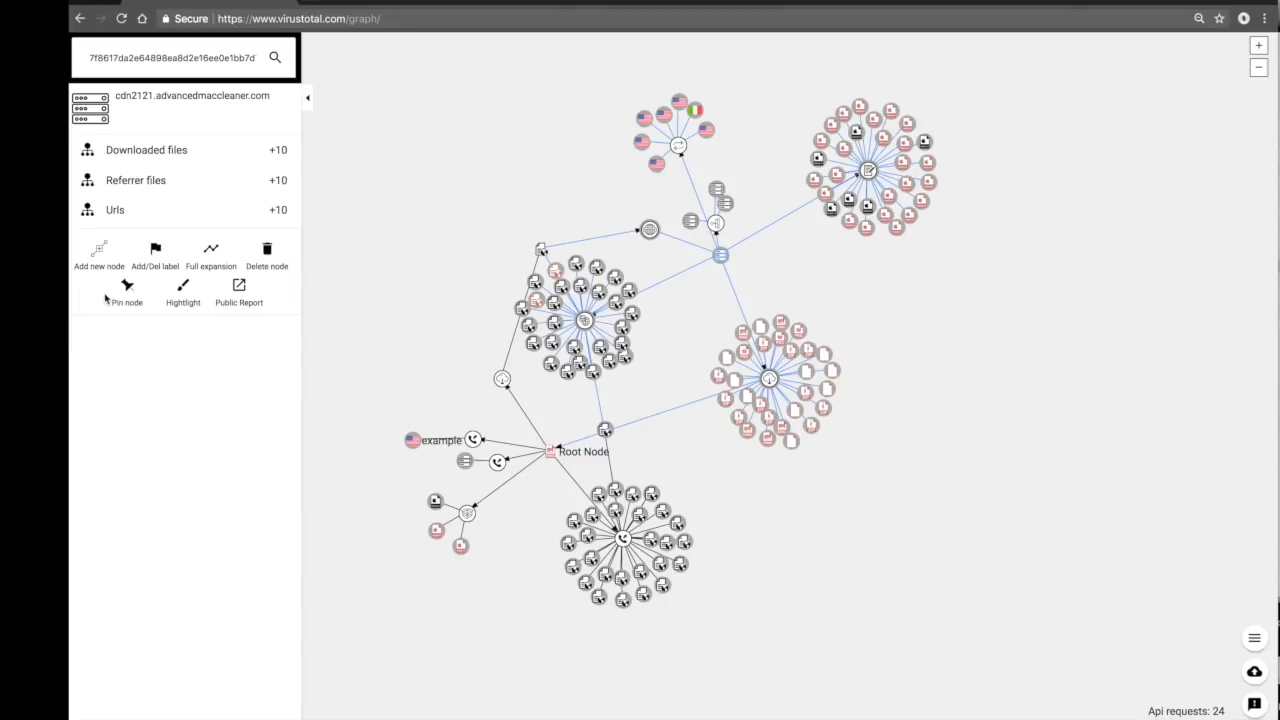 Secure
https://www.virustotal.com/graph/
7f8617da2e64898ea8d2e16ee0e1bb7d
cdn2121.advancedmaccleaner.com
Downloaded files +10
Referrer files +10
Urls +10
Add new node Add/Del label Full expansion Delete node
Pin node Hightlight Public Report
example
Root Node
Api requests: 24